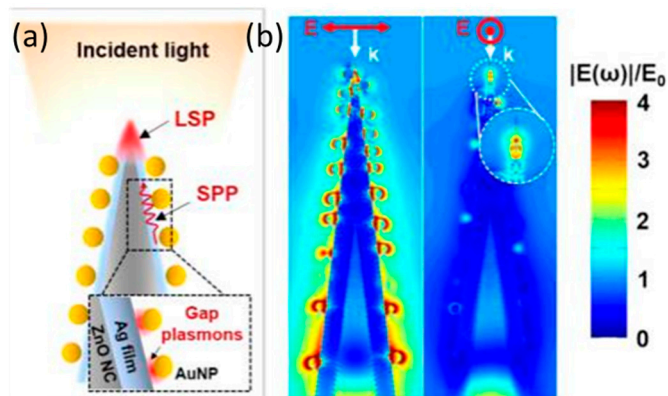 (a)
Incident light
LSP
SPP
Gap
plasmons
Ag film
ZnO NC
AuNP
(b)
E
k
E
k
|E(ω)|/E₀
4
3
2
1
0